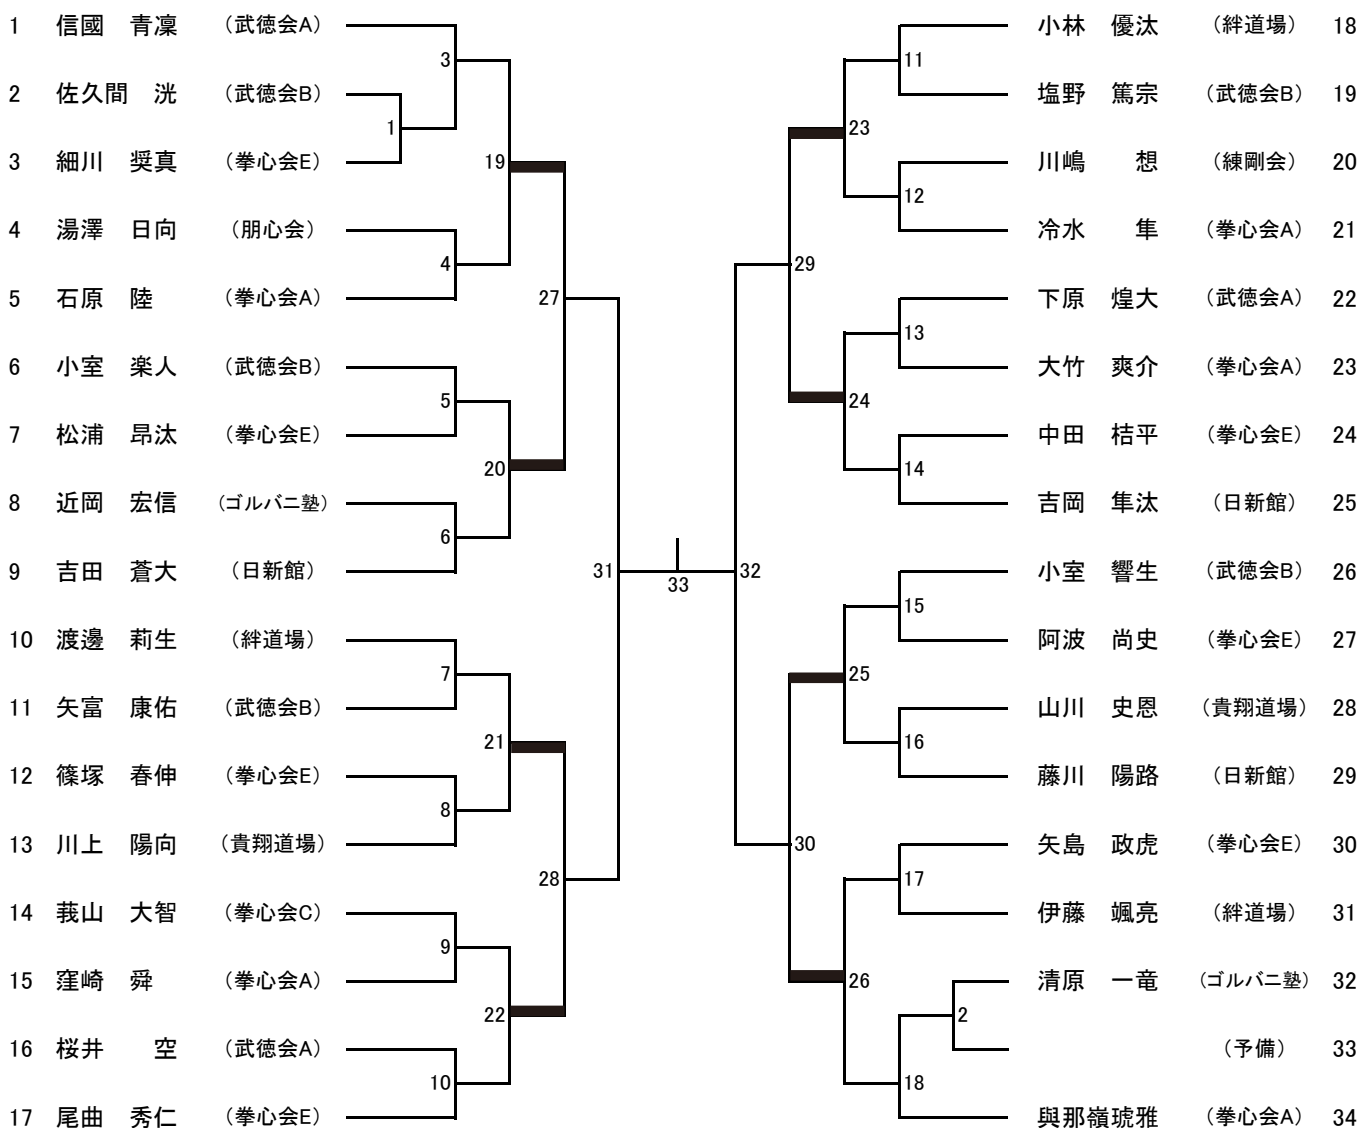 1 信國　青凜 （武徳会A）
2 佐久間　洸 （武徳会B）
3 細川　奨真 （拳心会E）
4 湯澤　日向 （朋心会）
5 石原　陸 （拳心会A）
6 小室　楽人 （武徳会B）
7 松浦　昂汰 （拳心会E）
8 近岡　宏信 （ゴルバニ塾）
9 吉田　蒼大 （日新館）
10 渡邊　莉生 （絆道場）
11 矢富　康佑 （武徳会B）
12 篠塚　春伸 （拳心会E）
13 川上　陽向 （貴翔道場）
14 莪山　大智 （拳心会C）
15 窪崎　舜 （拳心会A）
16 桜井　空 （武徳会A）
17 尾曲　秀仁 （拳心会E）
3
1
19
4
27
5
20
6
31
7
21
8
28
9
22
10
33
11
23
12
29
13
24
14
32
15
25
16
30
17
26
2
18
小林　優汰 （絆道場） 18
塩野　篤宗 （武徳会B） 19
川嶋　想 （練剛会） 20
冷水　隼 （拳心会A） 21
下原　煌大 （武徳会A） 22
大竹　爽介 （拳心会A） 23
中田　桔平 （拳心会E） 24
吉岡　隼汰 （日新館） 25
小室　響生 （武徳会B） 26
阿波　尚史 （拳心会E） 27
山川　史恩 （貴翔道場） 28
藤川　陽路 （日新館） 29
矢島　政虎 （拳心会E） 30
伊藤　颯亮 （絆道場） 31
清原　一竜 （ゴルバニ塾） 32
（予備） 33
與那嶺琥雅 （拳心会A） 34